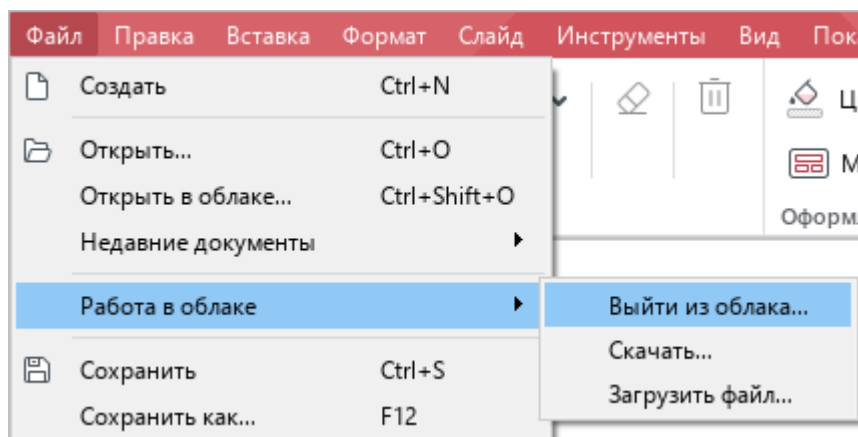 Файл Правка Вставка Формат Слайд Инструменты Вид
Создать Ctrl+N
Открыть... Ctrl+O
Открыть в облаке... Ctrl+Shift+O
Недавние документы
Работа в облаке
Сохранить Ctrl+S
Сохранить как... F12
Выйти из облака...
Скачать...
Загрузить файл...